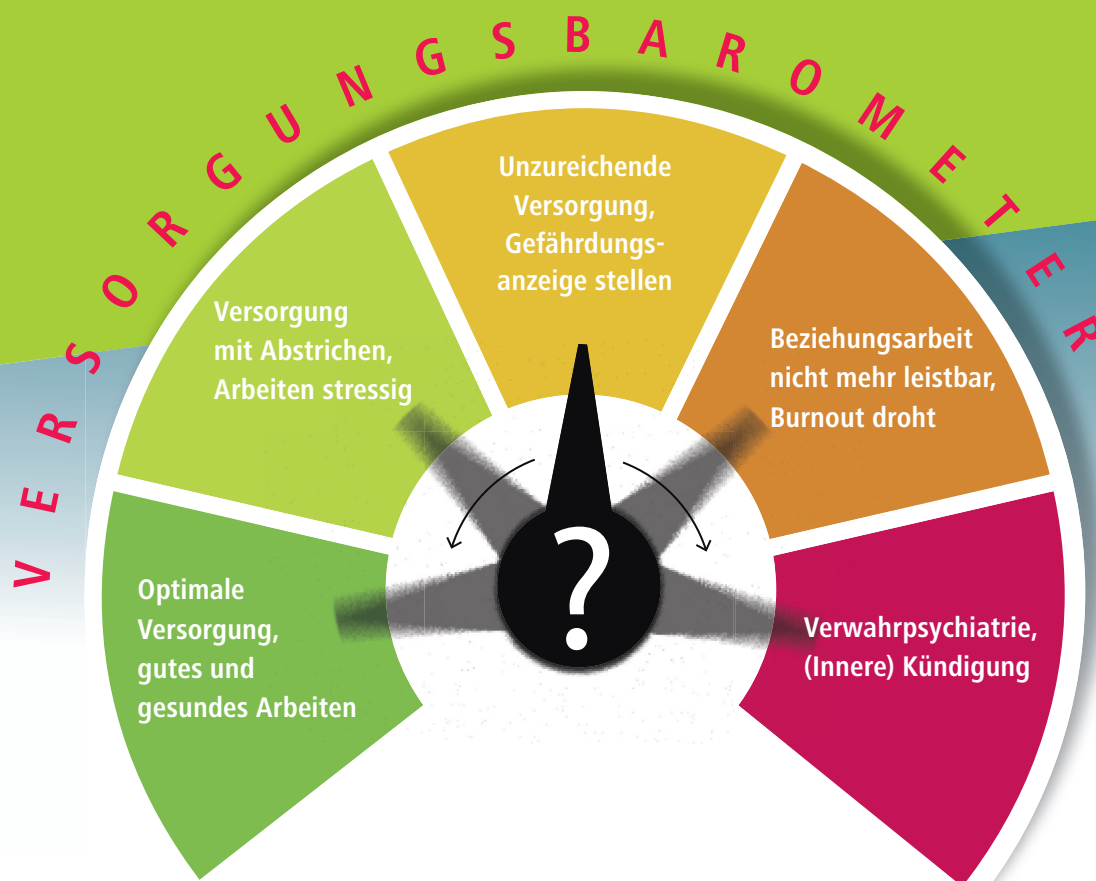 VERSORGUNGSBAROMETER
Optimale
Versorgung,
gutes und
gesundes Arbeiten
Versorgung
mit Abstrichen,
Arbeiten stressig
Unzureichende
Versorgung,
Gefährdungs-
anzeige stellen
Beziehungsarbeit
nicht mehr leistbar,
Burnout droht
Verwahrpsychiatrie,
(Innere) Kündigung
?